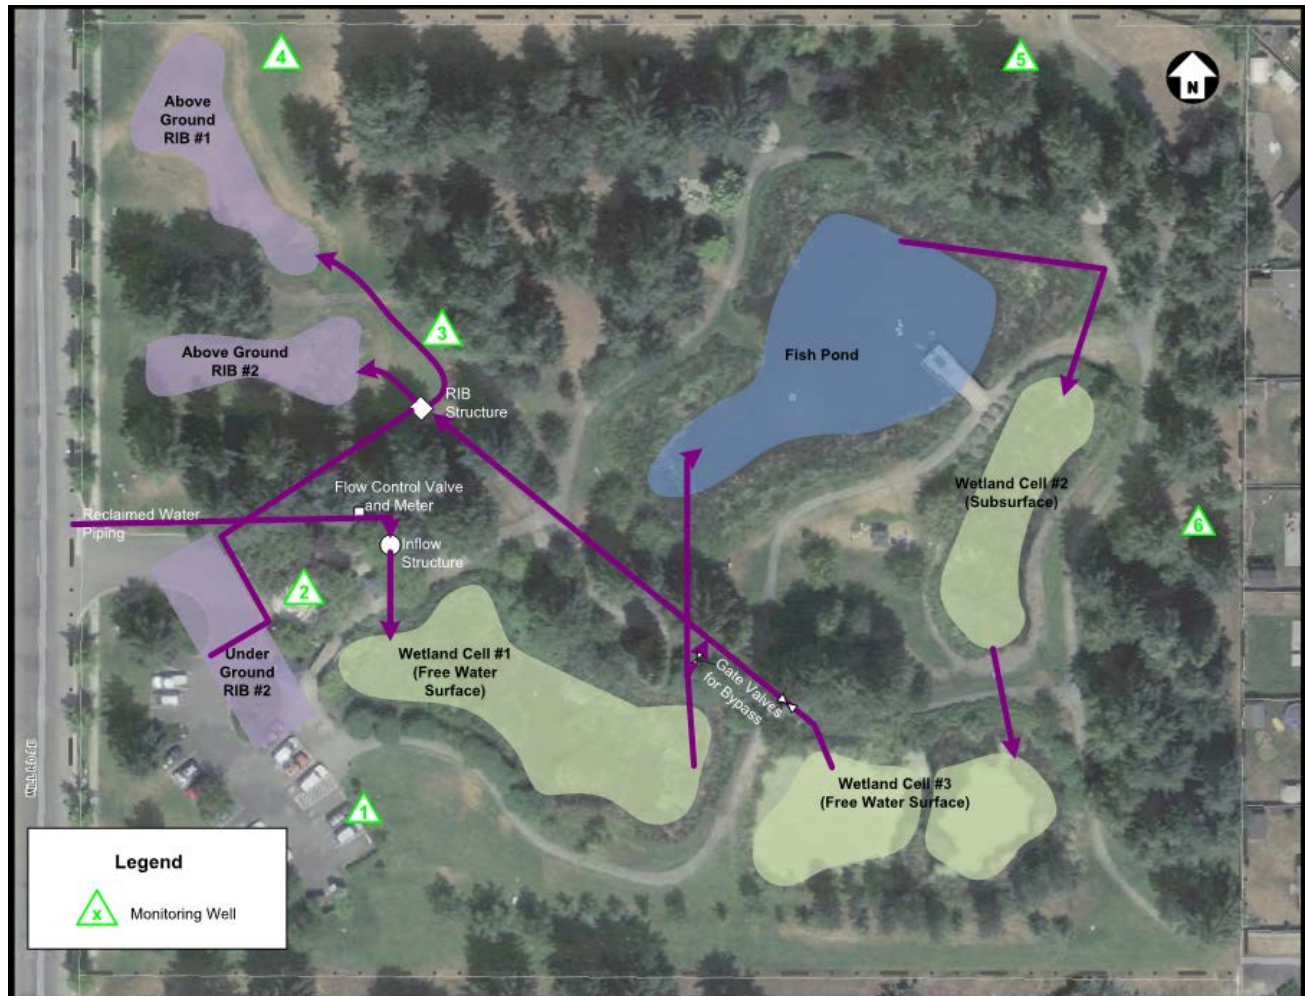 4
5
N
Above
Ground
RIB #1
3
Above Ground
RIB #2
Fish Pond
RIB
Structure
Flow Control Valve
and Meter
Reclaimed Water
Piping
Inflow
Structure
Wetland Cell #2
(Subsurface)
6
2
Under
Ground
RIB #2
Wetland Cell #1
(Free Water
Surface)
Gate Valves
for Bypass
Wetland Cell #3
(Free Water Surface)
1
Legend
x
Monitoring Well